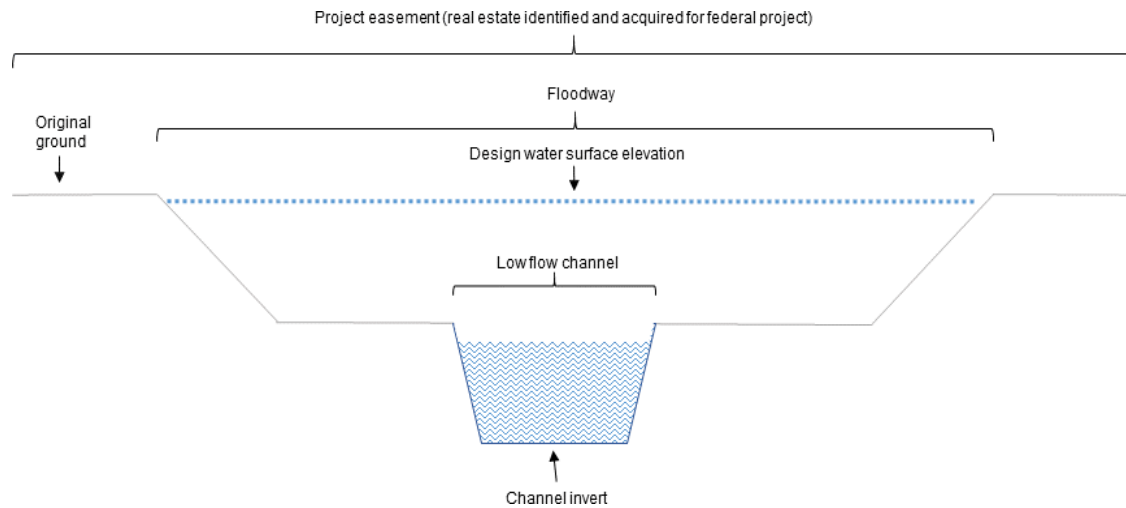 Project easement (real estate identified and acquired for federal project)
Floodway
Original
ground
Design water surface elevation
Low flow channel
Channel invert